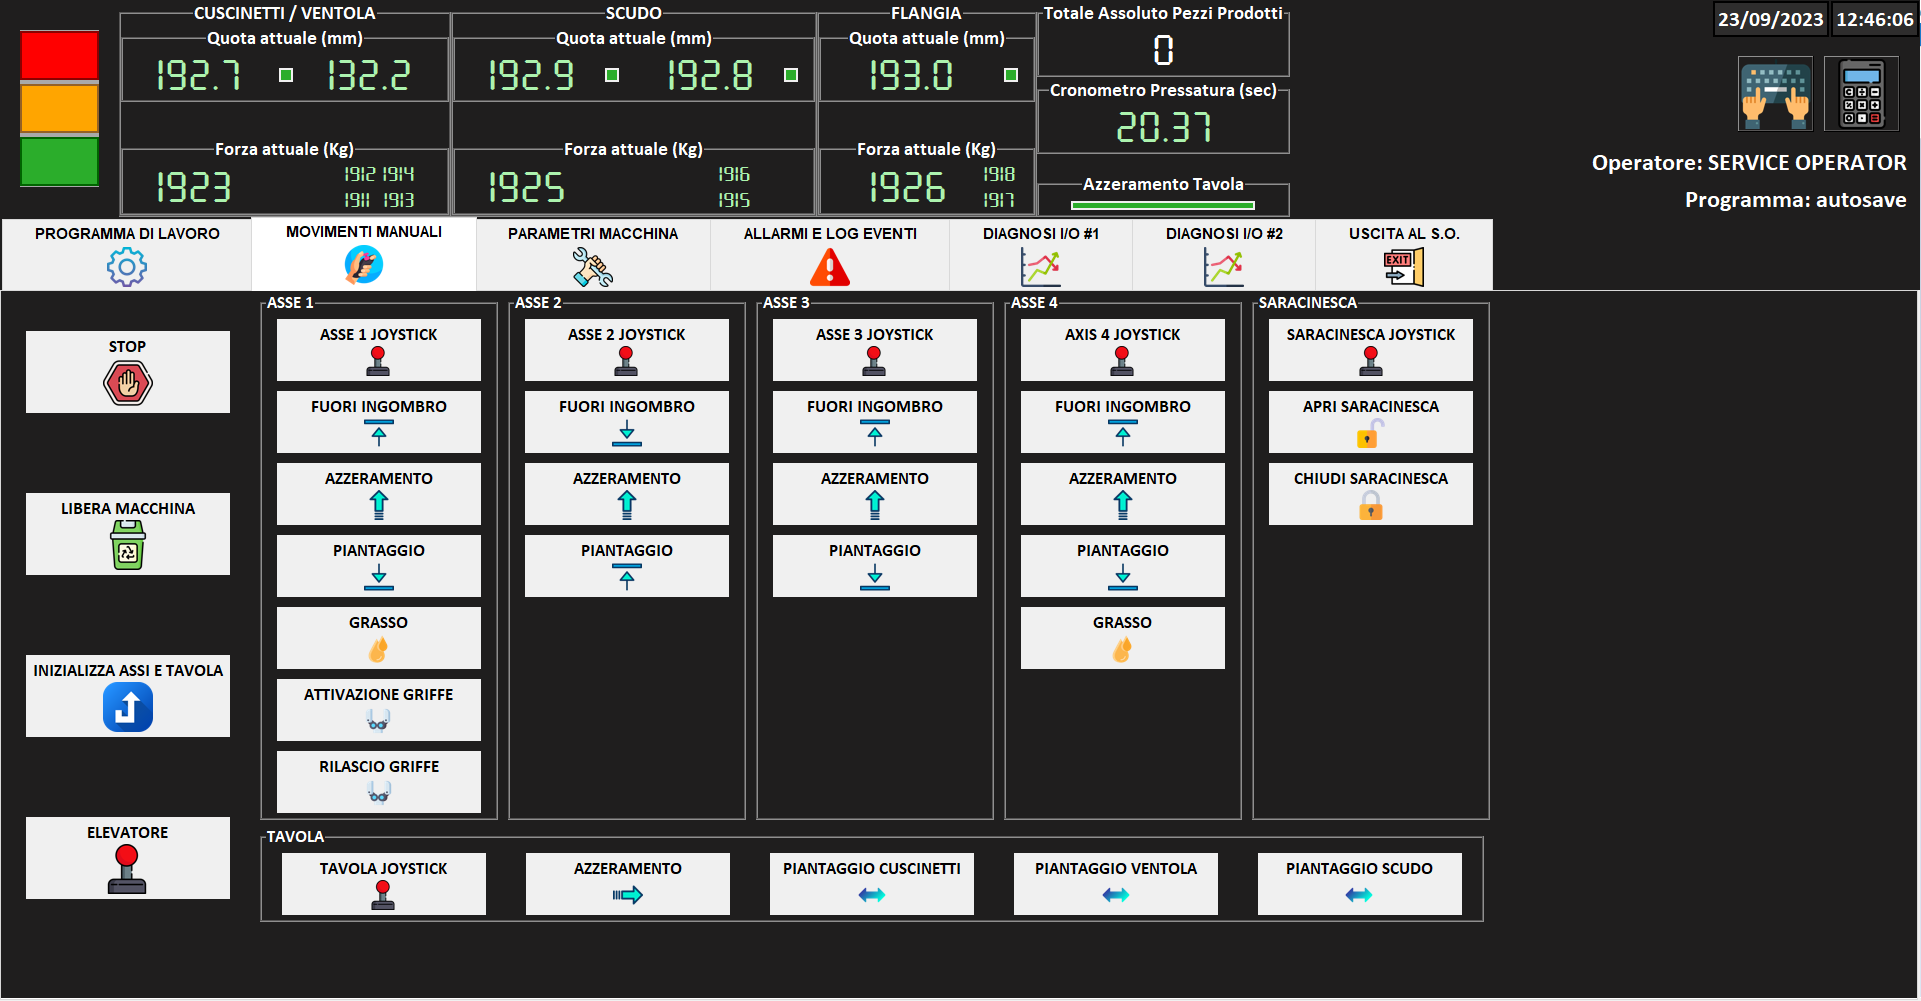 CUSCINETTI / VENTOLA
Quota attuale (mm)
192.7 132.2
Forza attuale (Kg)
1923
1912 1914
1911 1913
SCUDO
Quota attuale (mm)
192.9 192.8
Forza attuale (Kg)
1925
1916
1915
FLANGIA
Quota attuale (mm)
193.0
Forza attuale (Kg)
1926
1918
1917
Totale Assoluto Pezzi Prodotti
0
Cronometro Pressatura (sec)
20.37
Azzeramento Tavola
23/09/2023 12:46:06
Operatore: SERVICE OPERATOR
Programma: autosave
PROGRAMMA DI LAVORO
MOVIMENTI MANUALI
PARAMETRI MACCHINA
ALLARMI E LOG EVENTI
DIAGNOSI I/O #1
DIAGNOSI I/O #2
USCITA AL S.O.
EXIT
STOP
LIBERA MACCHINA
INIZIALIZZA ASSI E TAVOLA
ELEVATORE
ASSE 1
ASSE 1 JOYSTICK
FUORI INGOMBRO
AZZERAMENTO
PIANTAGGIO
GRASSO
ATTIVAZIONE GRIFFE
RILASCIO GRIFFE
ASSE 2
ASSE 2 JOYSTICK
FUORI INGOMBRO
AZZERAMENTO
PIANTAGGIO
ASSE 3
ASSE 3 JOYSTICK
FUORI INGOMBRO
AZZERAMENTO
PIANTAGGIO
ASSE 4
AXIS 4 JOYSTICK
FUORI INGOMBRO
AZZERAMENTO
PIANTAGGIO
GRASSO
SARACINESCA
SARACINESCA JOYSTICK
APRI SARACINESCA
CHIUDI SARACINESCA
TAVOLA
TAVOLA JOYSTICK
AZZERAMENTO
PIANTAGGIO CUSCINETTI
PIANTAGGIO VENTOLA
PIANTAGGIO SCUDO